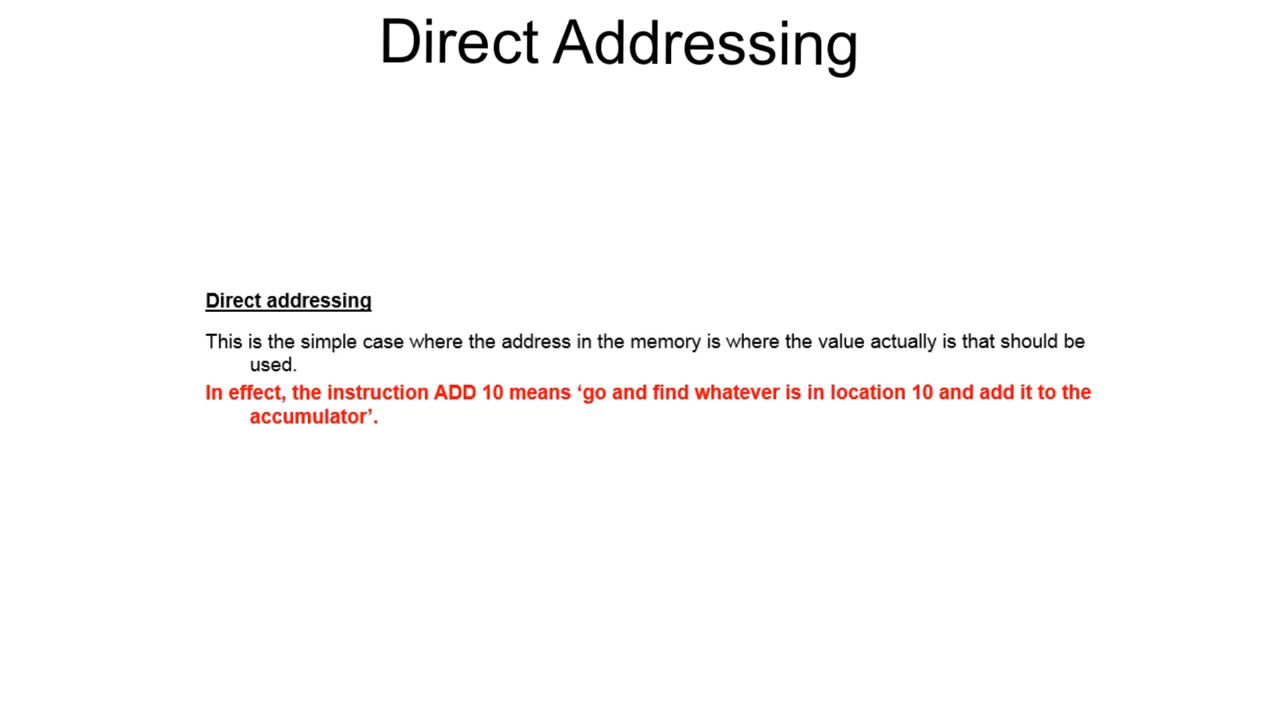 Direct Addressing
Direct addressing
This is the simple case where the address in the memory is where the value actually is that should be
used.
In effect, the instruction ADD 10 means ‘go and find whatever is in location 10 and add it to the
accumulator’.